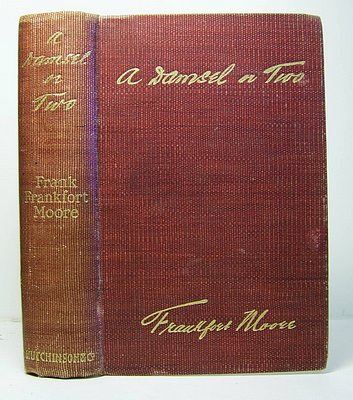 A
Damsel
or
Two
Frank
Frankfort
Moore
HUTCHINSON & Co
A Damsel or Two
Frankfort Moore